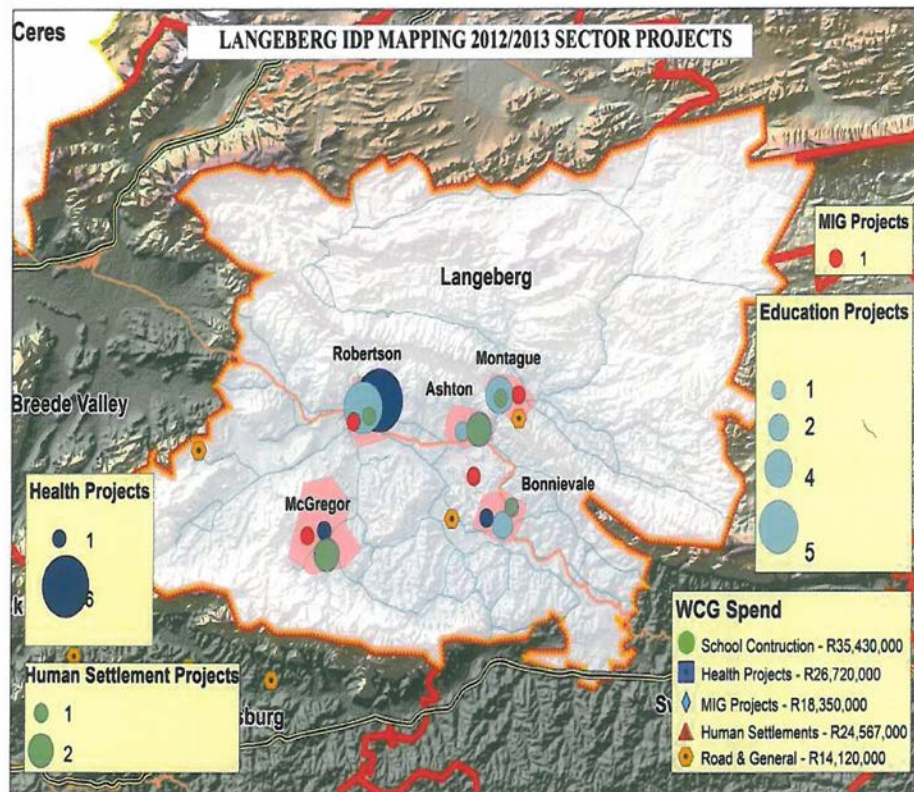 Ceres
LANGEBERG IDP MAPPING 2012/2013 SECTOR PROJECTS
MIG Projects
1
Langeberg
Education Projects
1
2
4
5
Robertson
Montague
Ashton
Breede Valley
Bonnievale
McGregor
Health Projects
1
6
k
WCG Spend
School Contruction - R35,430,000
Health Projects - R26,720,000
MIG Projects - R18,350,000
Human Settlements - R24,567,000
Road & General - R14,120,000
Human Settlement Projects
1
2
sburg
Sw